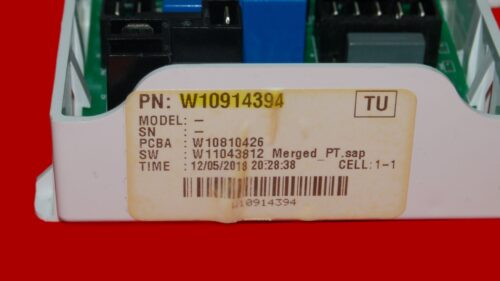 PN: W10914394 TU
MODEL: –
SN : –
PCBA : W10810426
SW : W11043812 Merged_PT.sap
TIME : 12/05/2018 20:28:38 CELL:1-1
W10914394